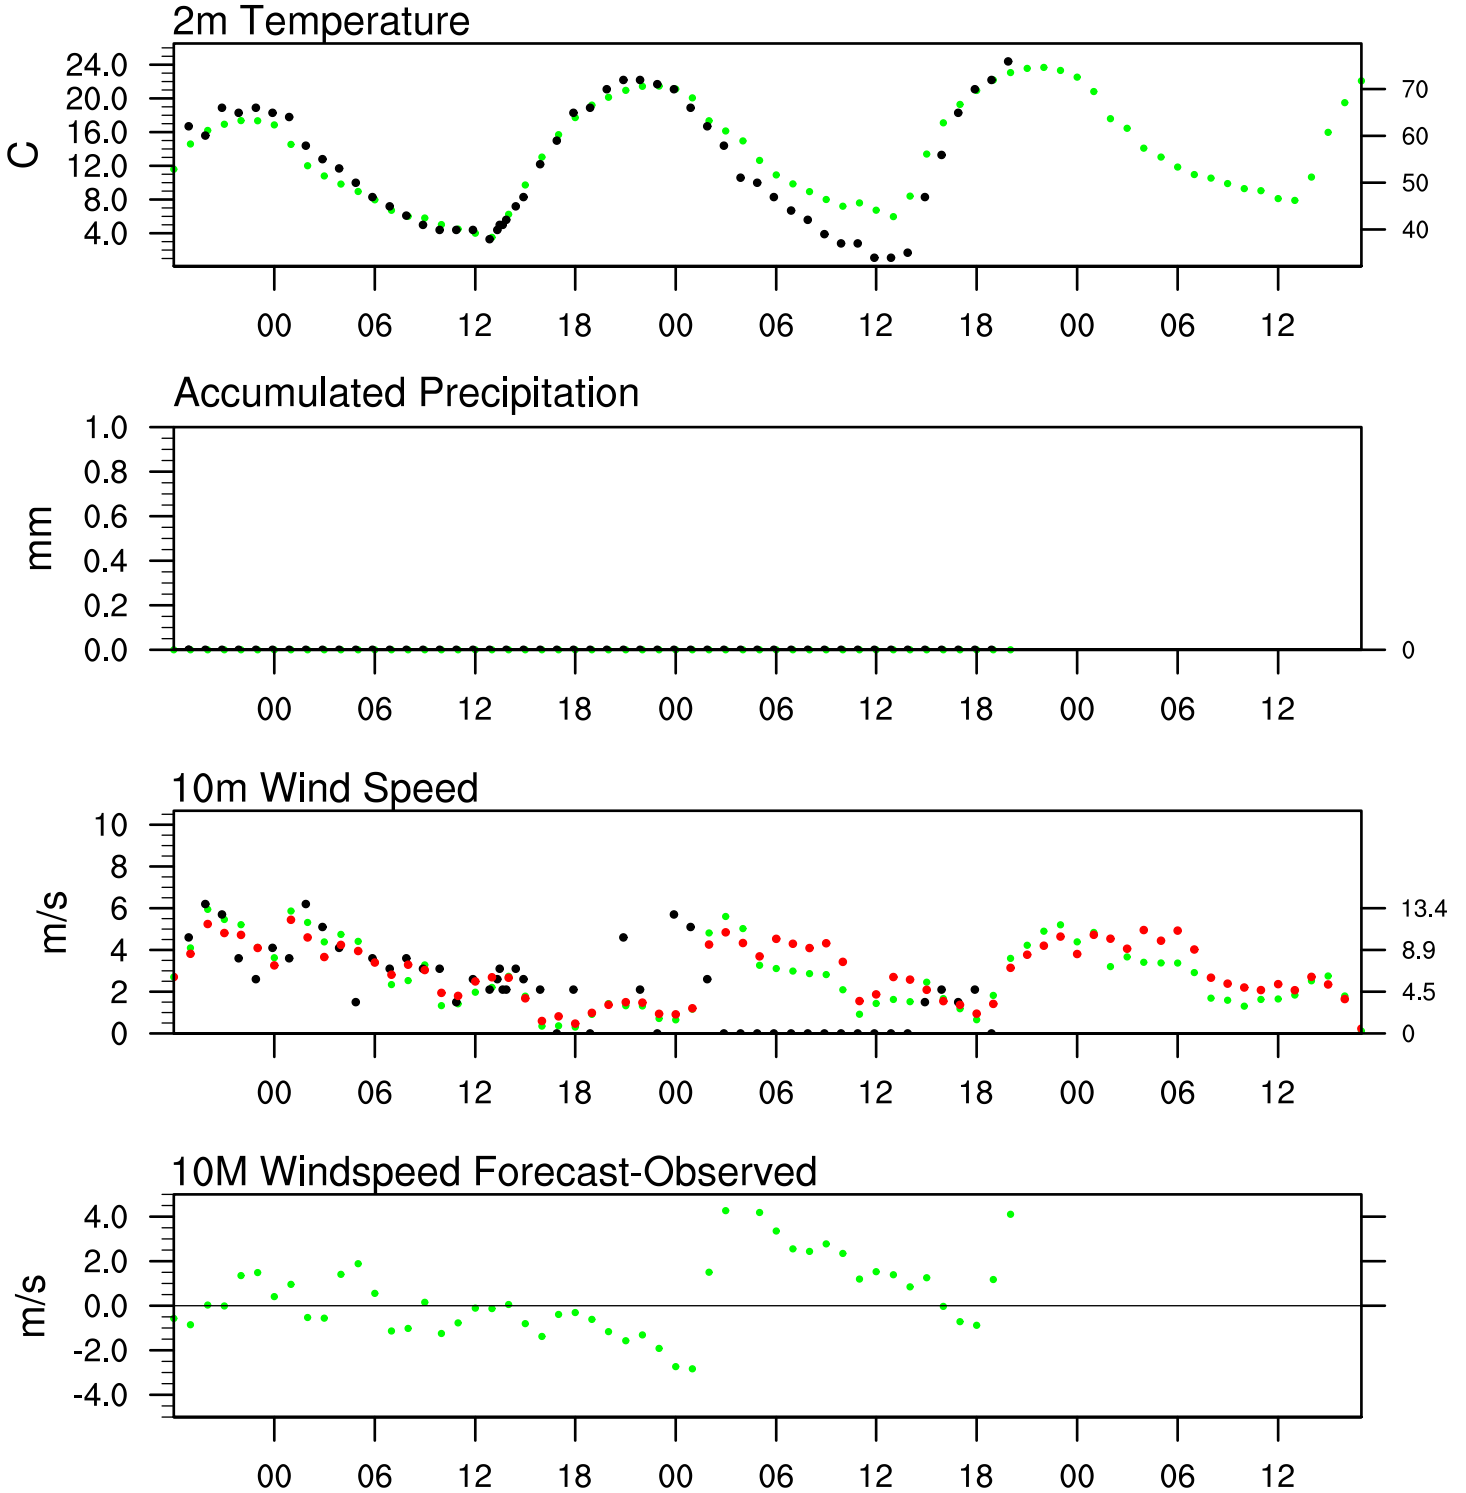 2m Temperature
24.0
20.0
16.0
12.0
8.0
4.0
C
70
60
50
40
00 06 12 18 00 06 12 18 00 06 12
Accumulated Precipitation
1.0
0.8
0.6
0.4
0.2
0.0
mm
0
00 06 12 18 00 06 12 18 00 06 12
10m Wind Speed
10
8
6
4
2
0
m/s
13.4
8.9
4.5
0
00 06 12 18 00 06 12 18 00 06 12
10M Windspeed Forecast-Observed
4.0
2.0
0.0
-2.0
-4.0
m/s
00 06 12 18 00 06 12 18 00 06 12